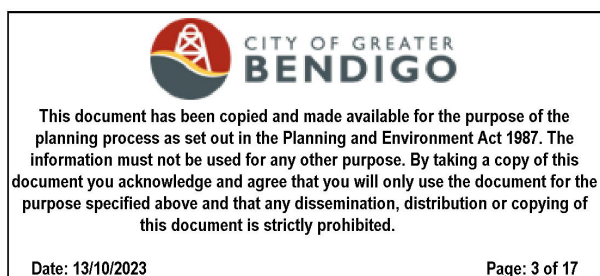 CITY OF GREATER
BENDIGO
This document has been copied and made available for the purpose of the
planning process as set out in the Planning and Environment Act 1987. The
information must not be used for any other purpose. By taking a copy of this
document you acknowledge and agree that you will only use the document for the
purpose specified above and that any dissemination, distribution or copying of
this document is strictly prohibited.
Date: 13/10/2023 Page: 3 of 17